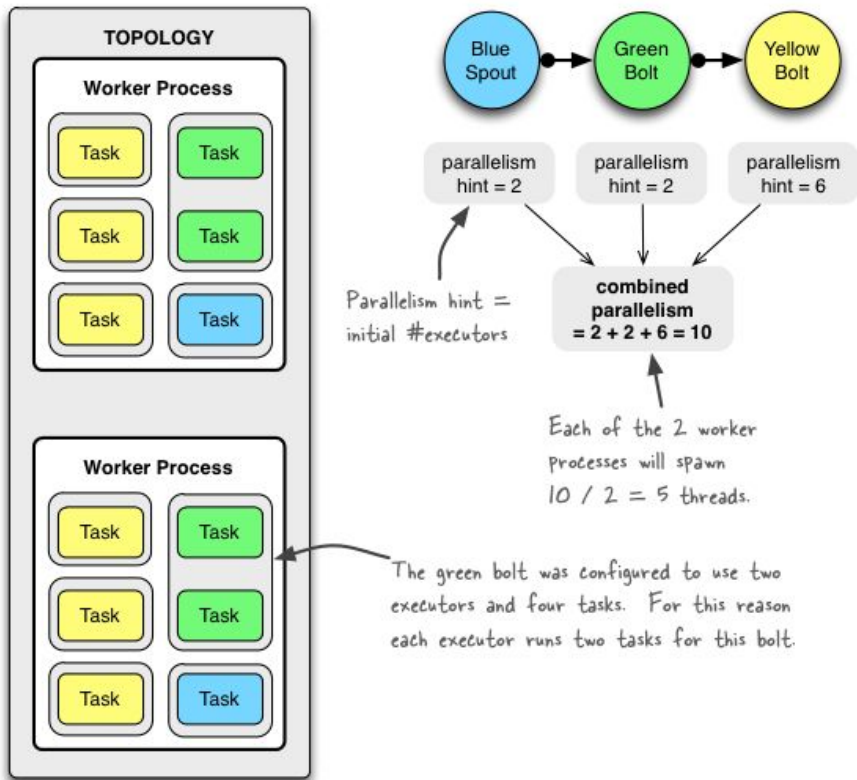 TOPOLOGY
Worker Process
Task
Task
Task
Task
Task
Task
Worker Process
Task
Task
Task
Task
Task
Task
Blue
Spout
Green
Bolt
Yellow
Bolt
parallelism
hint = 2
parallelism
hint = 2
parallelism
hint = 6
Parallelism hint =
initial #executors
combined
parallelism
= 2 + 2 + 6 = 10
Each of the 2 worker
processes will spawn
10 / 2 = 5 threads.
The green bolt was configured to use two
executors and four tasks. For this reason
each executor runs two tasks for this bolt.